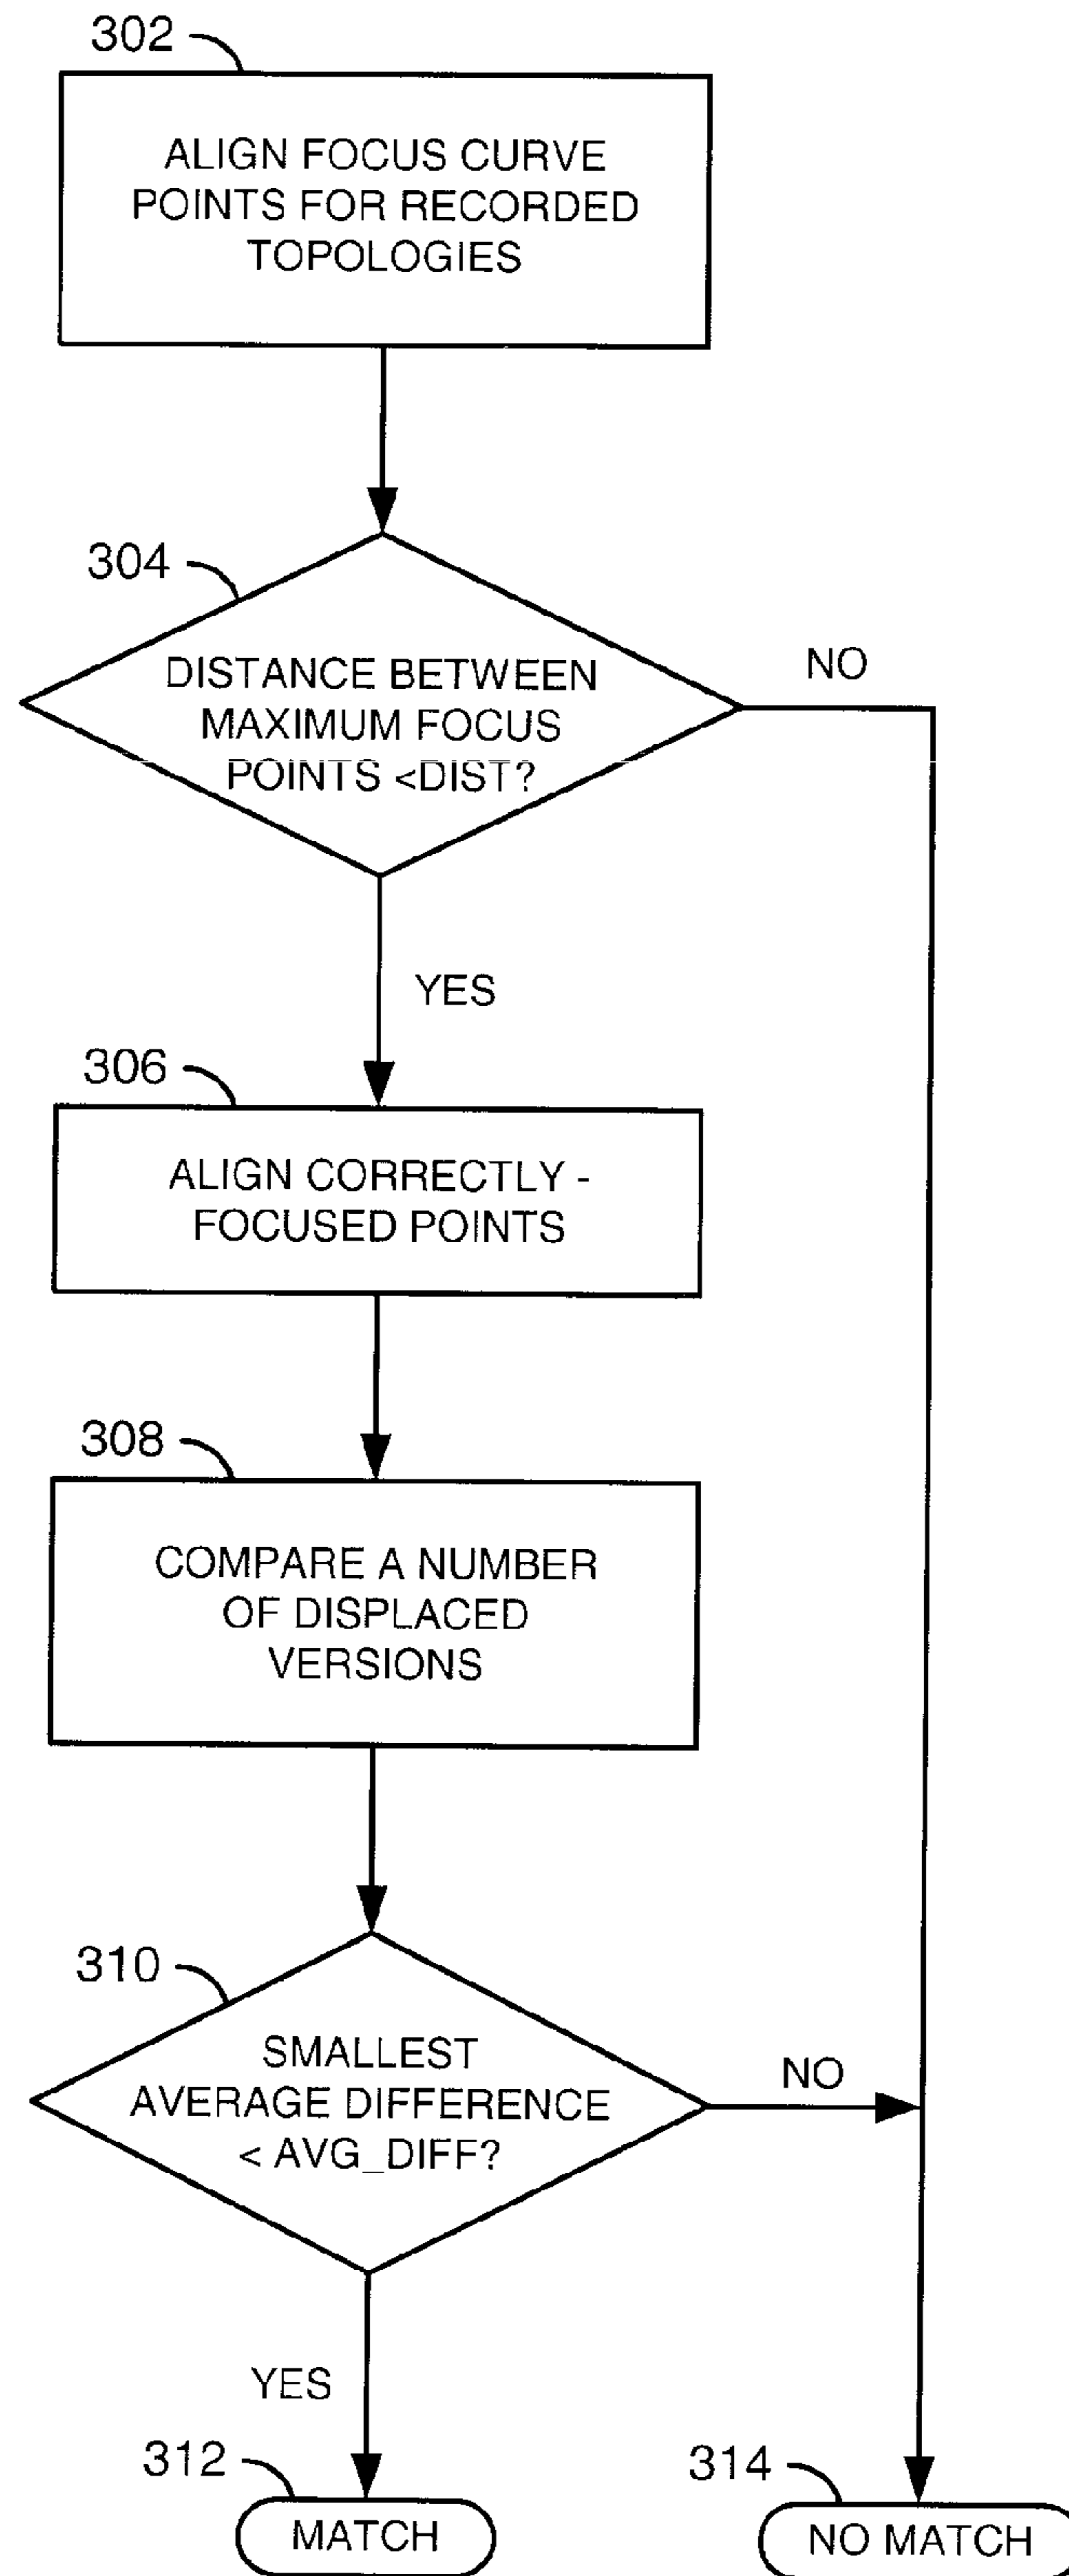 302
ALIGN FOCUS CURVE
POINTS FOR RECORDED
TOPOLOGIES
304
DISTANCE BETWEEN
MAXIMUM FOCUS
POINTS <DIST?
NO
YES
306
ALIGN CORRECTLY -
FOCUSED POINTS
308
COMPARE A NUMBER
OF DISPLACED
VERSIONS
310
SMALLEST
AVERAGE DIFFERENCE
< AVG_DIFF?
NO
YES
312
MATCH
314
NO MATCH